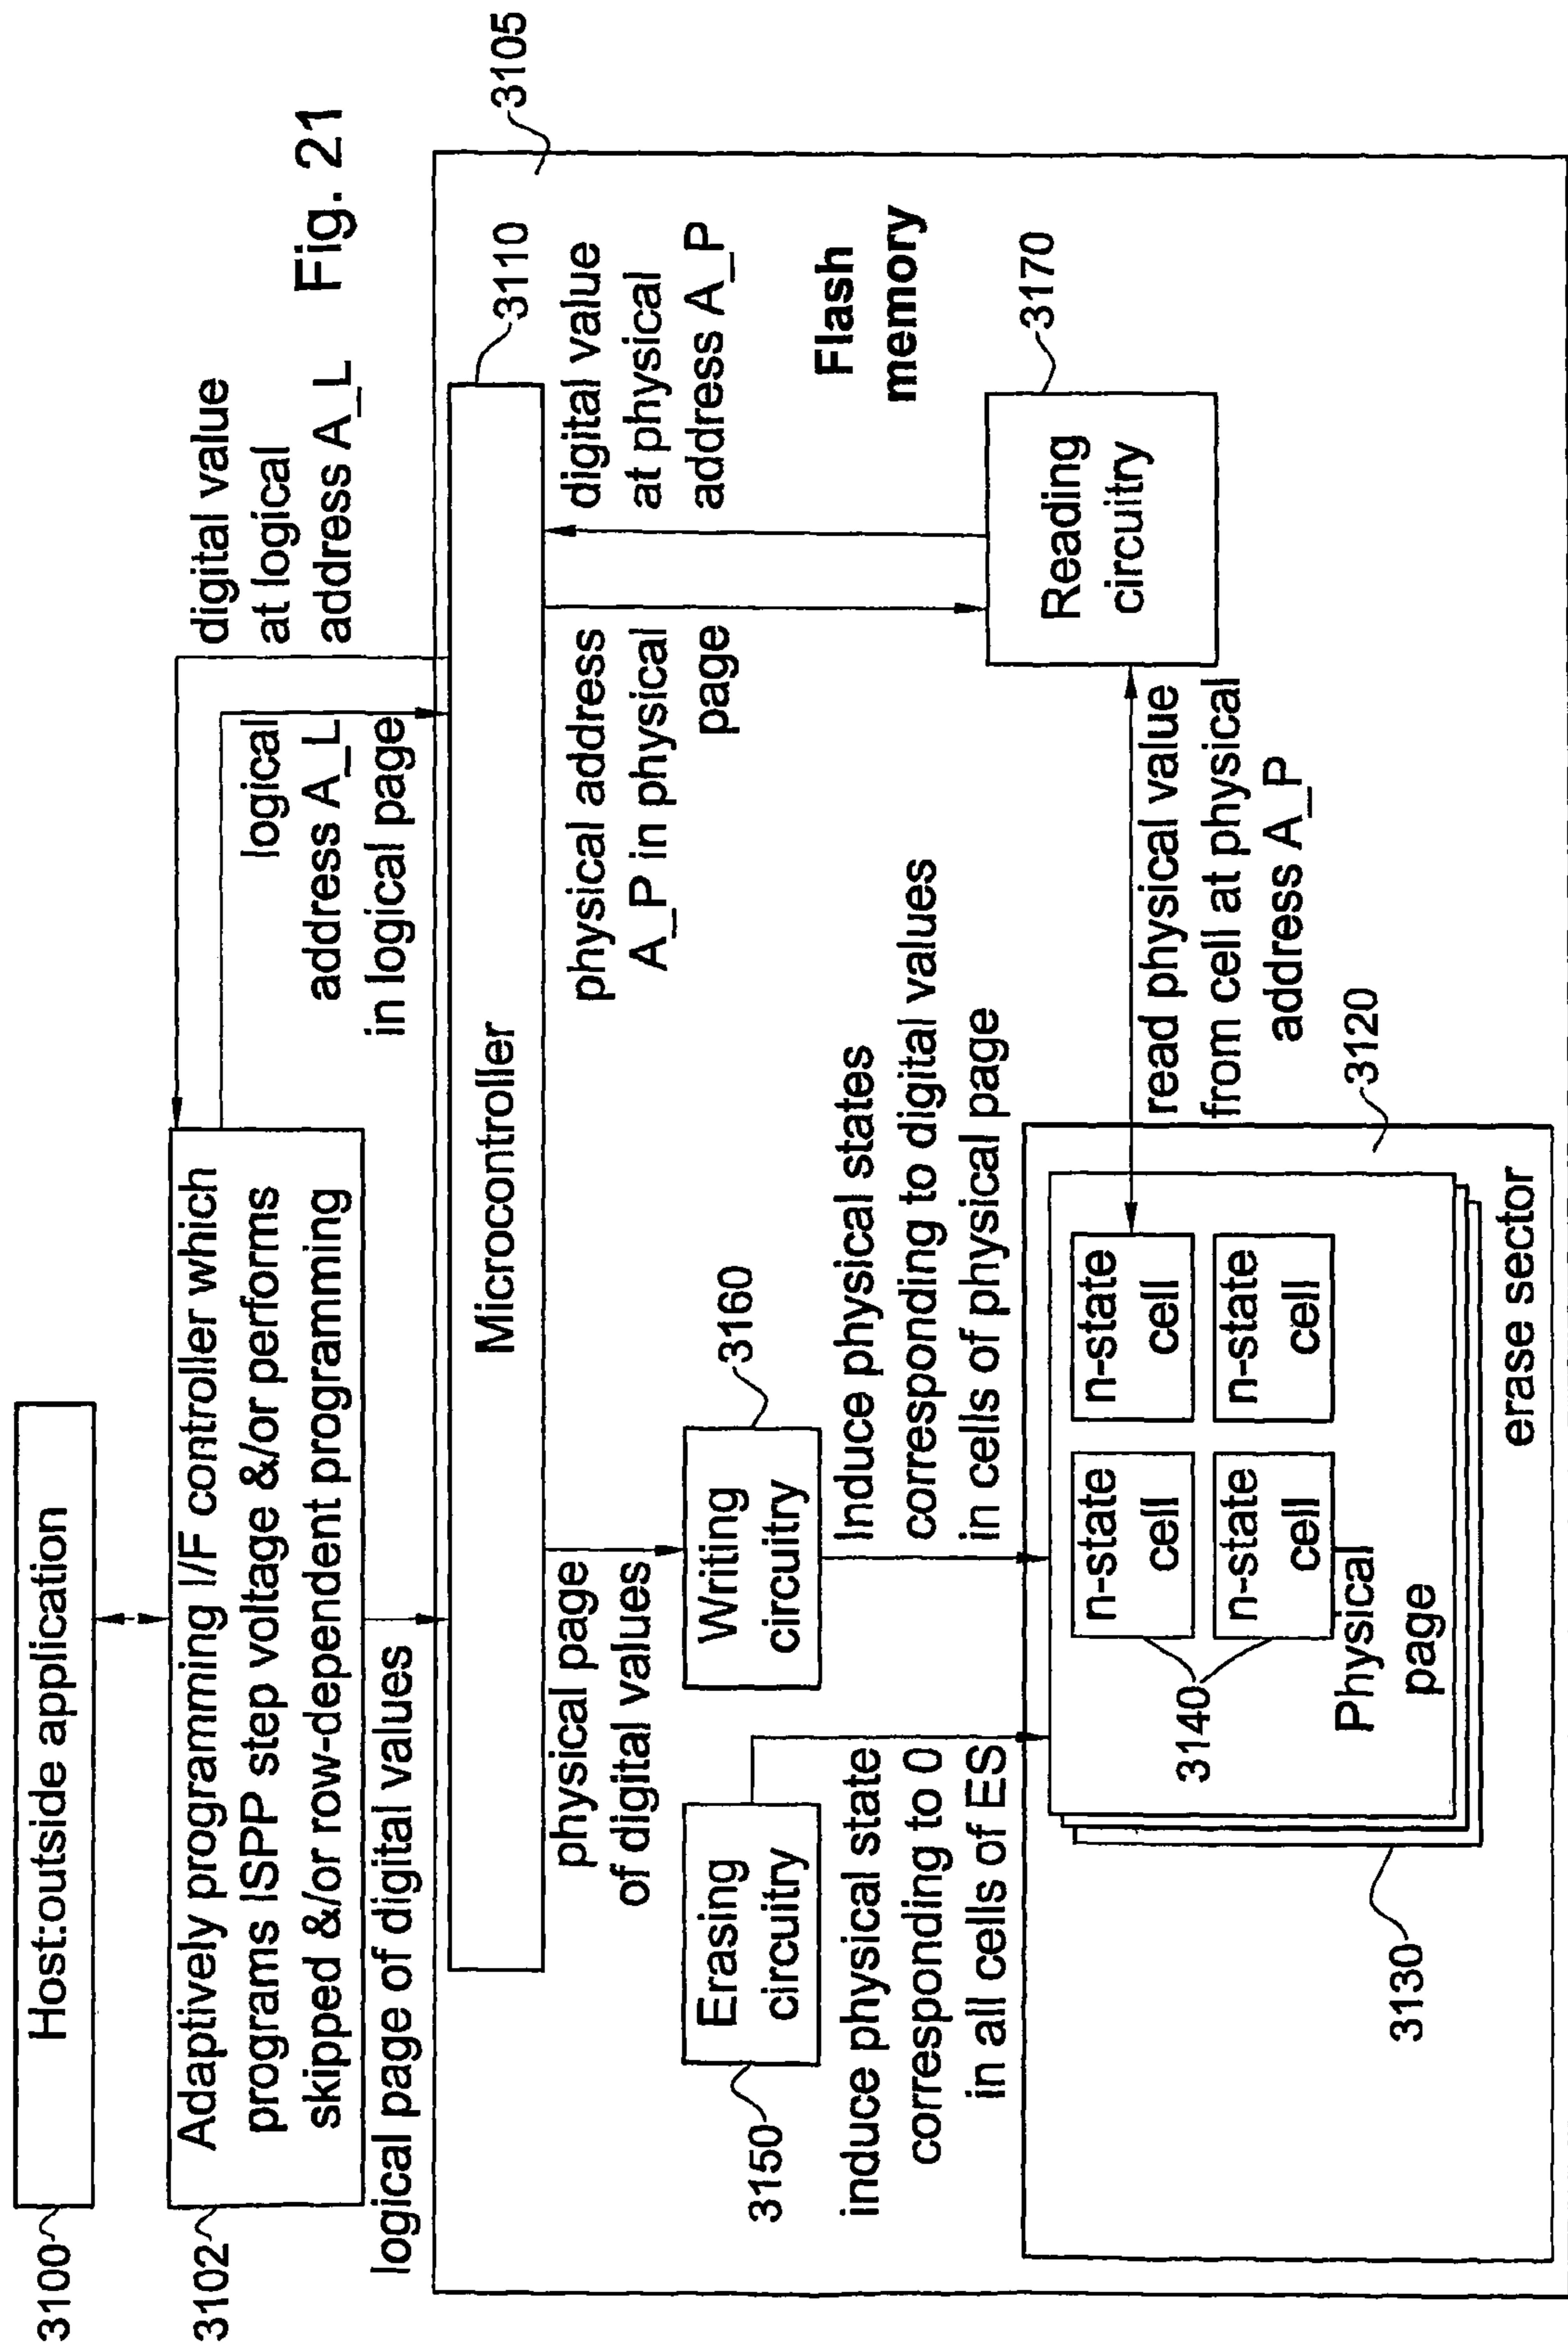 3100
Host:outside application
Fig. 21
3102
Adaptively programming I/F controller which
programs ISPP step voltage &/or performs
skipped &/or row-dependent programming
digital value
at logical
address A_L
logical
address A_L
in logical page
logical page of digital values
3105
3110
Microcontroller
physical page
of digital values
physical address
A_P in physical
page
digital value
at physical
address A_P
Flash
memory
3150
Erasing
circuitry
3160
Writing
circuitry
3170
Reading
circuitry
induce physical state
corresponding to 0
in all cells of ES
Induce physical states
corresponding to digital values
in cells of physical page
read physical value
from cell at physical
address A_P
3120
n-state
cell
n-state
cell
n-state
cell
n-state
cell
3140
Physical
page
3130
erase sector